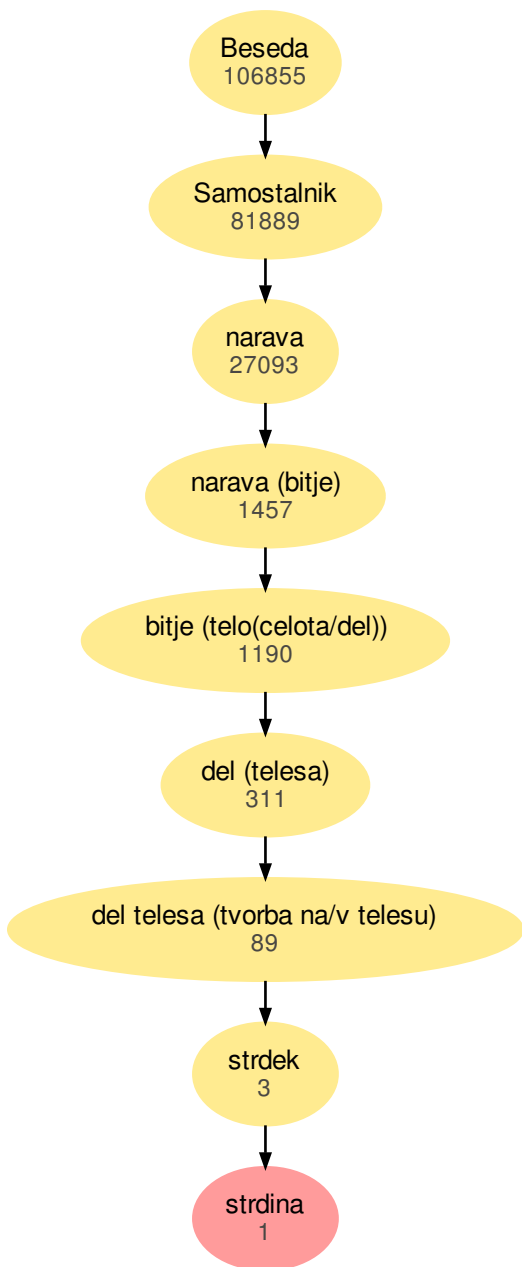 Beseda
106855
Samostalnik
81889
narava
27093
narava (bitje)
1457
bitje (telo(celota/del))
1190
del (telesa)
311
del telesa (tvorba na/v telesu)
89
strdek
3
strdina
1